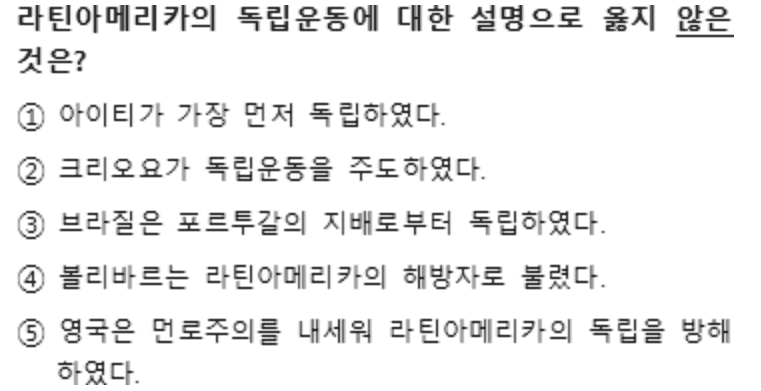 라틴아메리카의 독립운동에 대한 설명으로 옳지 않은
것은?
① 아이티가 가장 먼저 독립하였다.
② 크리오요가 독립운동을 주도하였다.
③ 브라질은 포르투갈의 지배로부터 독립하였다.
④ 볼리바르는 라틴아메리카의 해방자로 불렸다.
⑤ 영국은 먼로주의를 내세워 라틴아메리카의 독립을 방해
하였다.